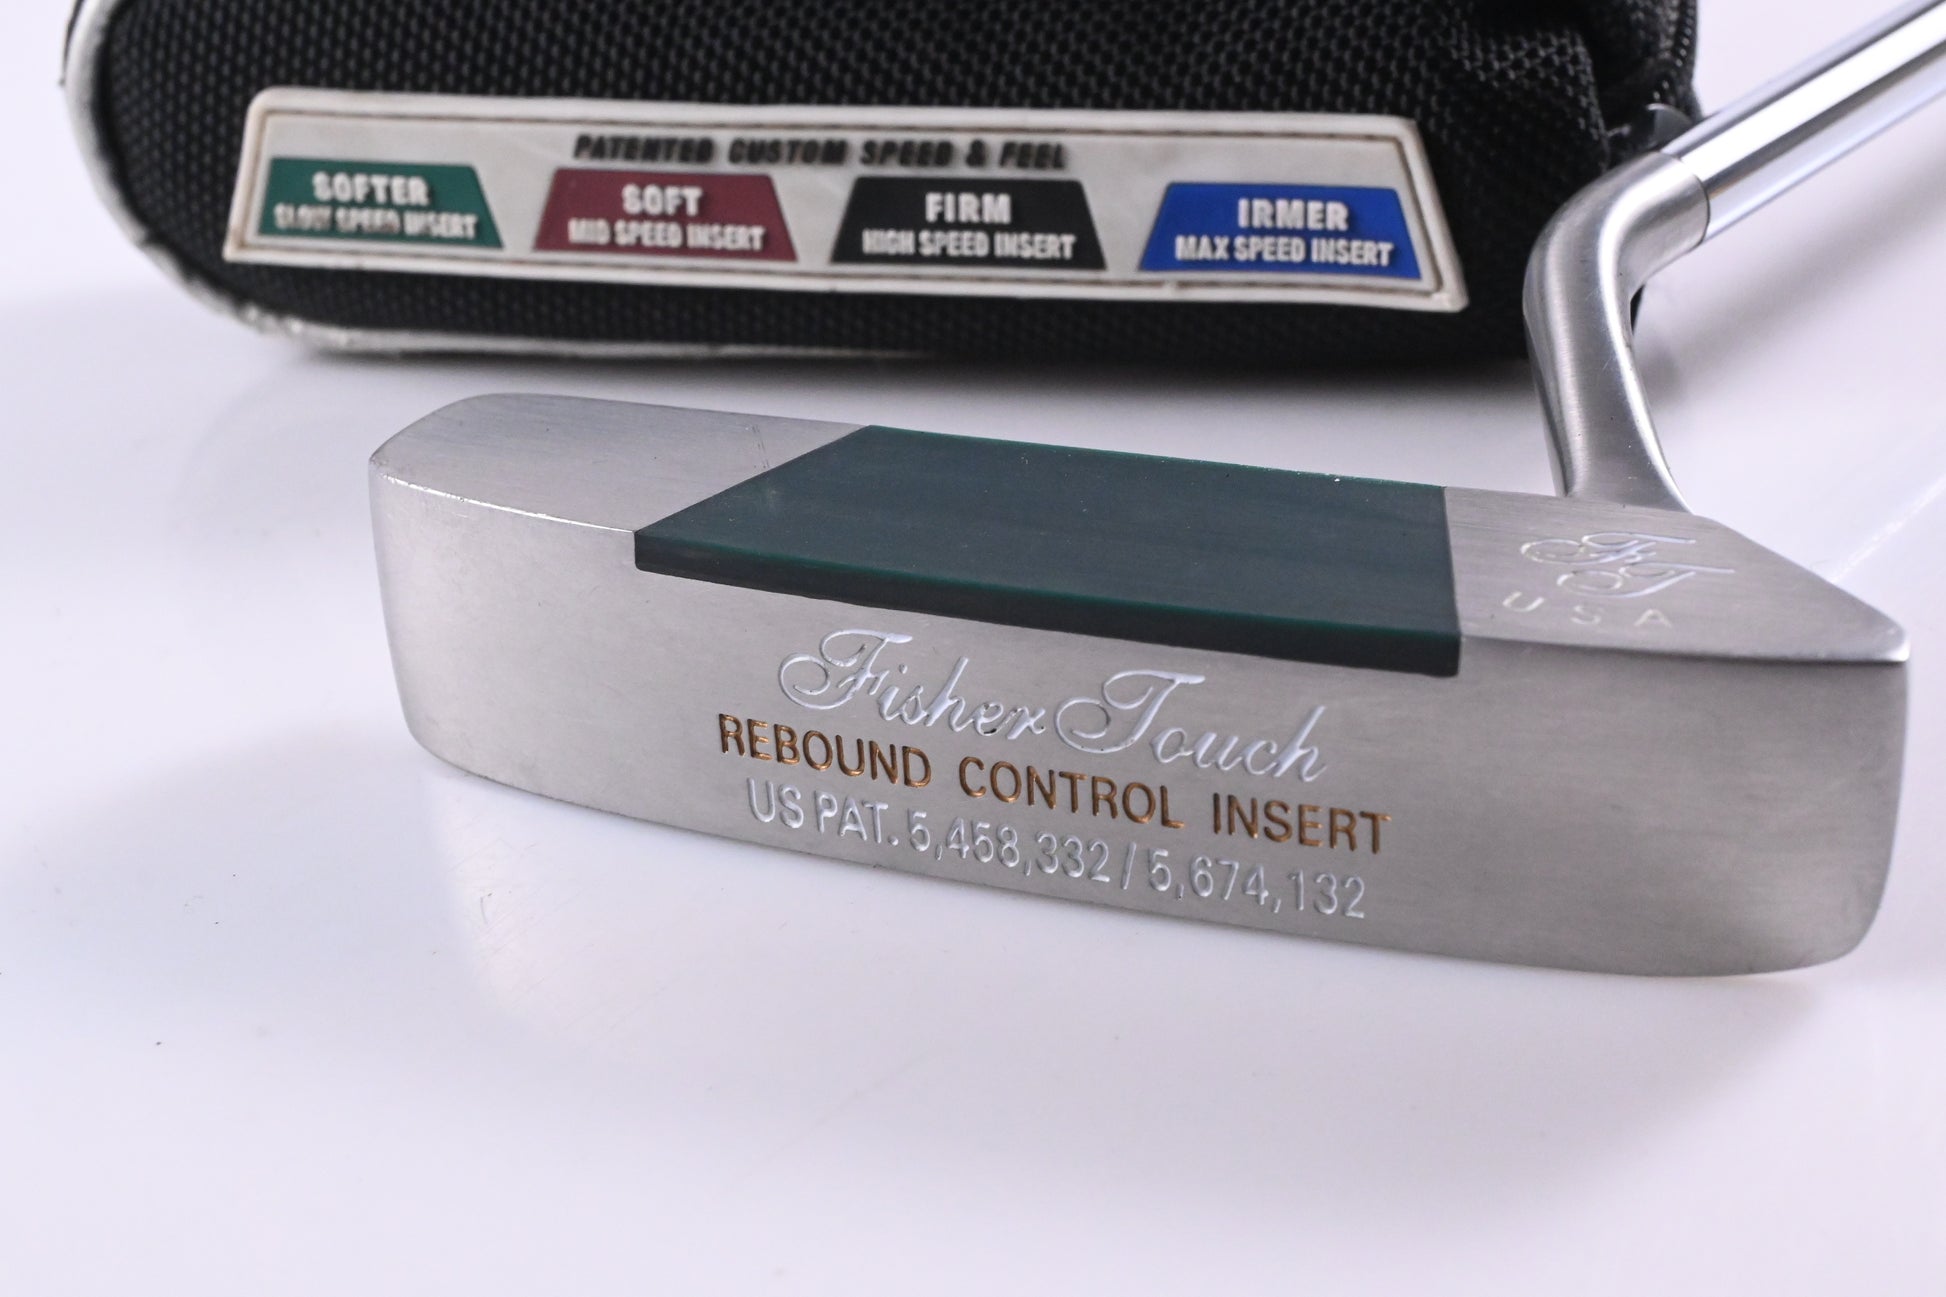 PATENTED CUSTOM SPEED & FEEL
SOFTER
SLOW SPEED INSERT
SOFT
MID SPEED INSERT
FIRM
HIGH SPEED INSERT
IRMER
MAX SPEED INSERT
FT
USA
Fisher Touch
REBOUND CONTROL INSERT
US PAT. 5,458,332 / 5,674,132